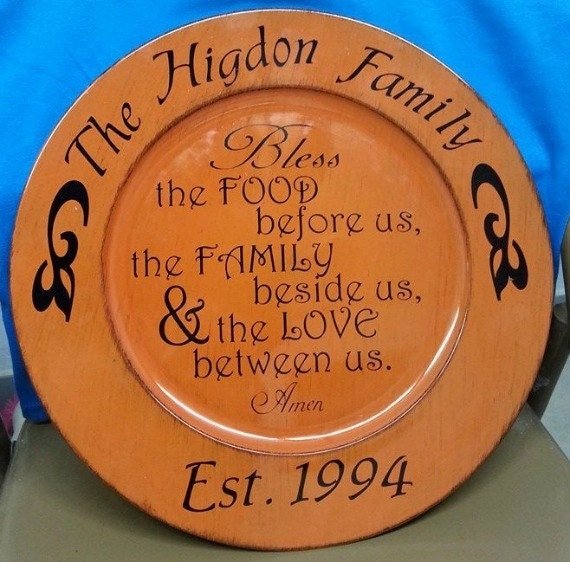 The Higdon Family
Bless
the FOOD
before us,
the FAMILY
beside us,
& the LOVE
between us.
Amen
Est. 1994